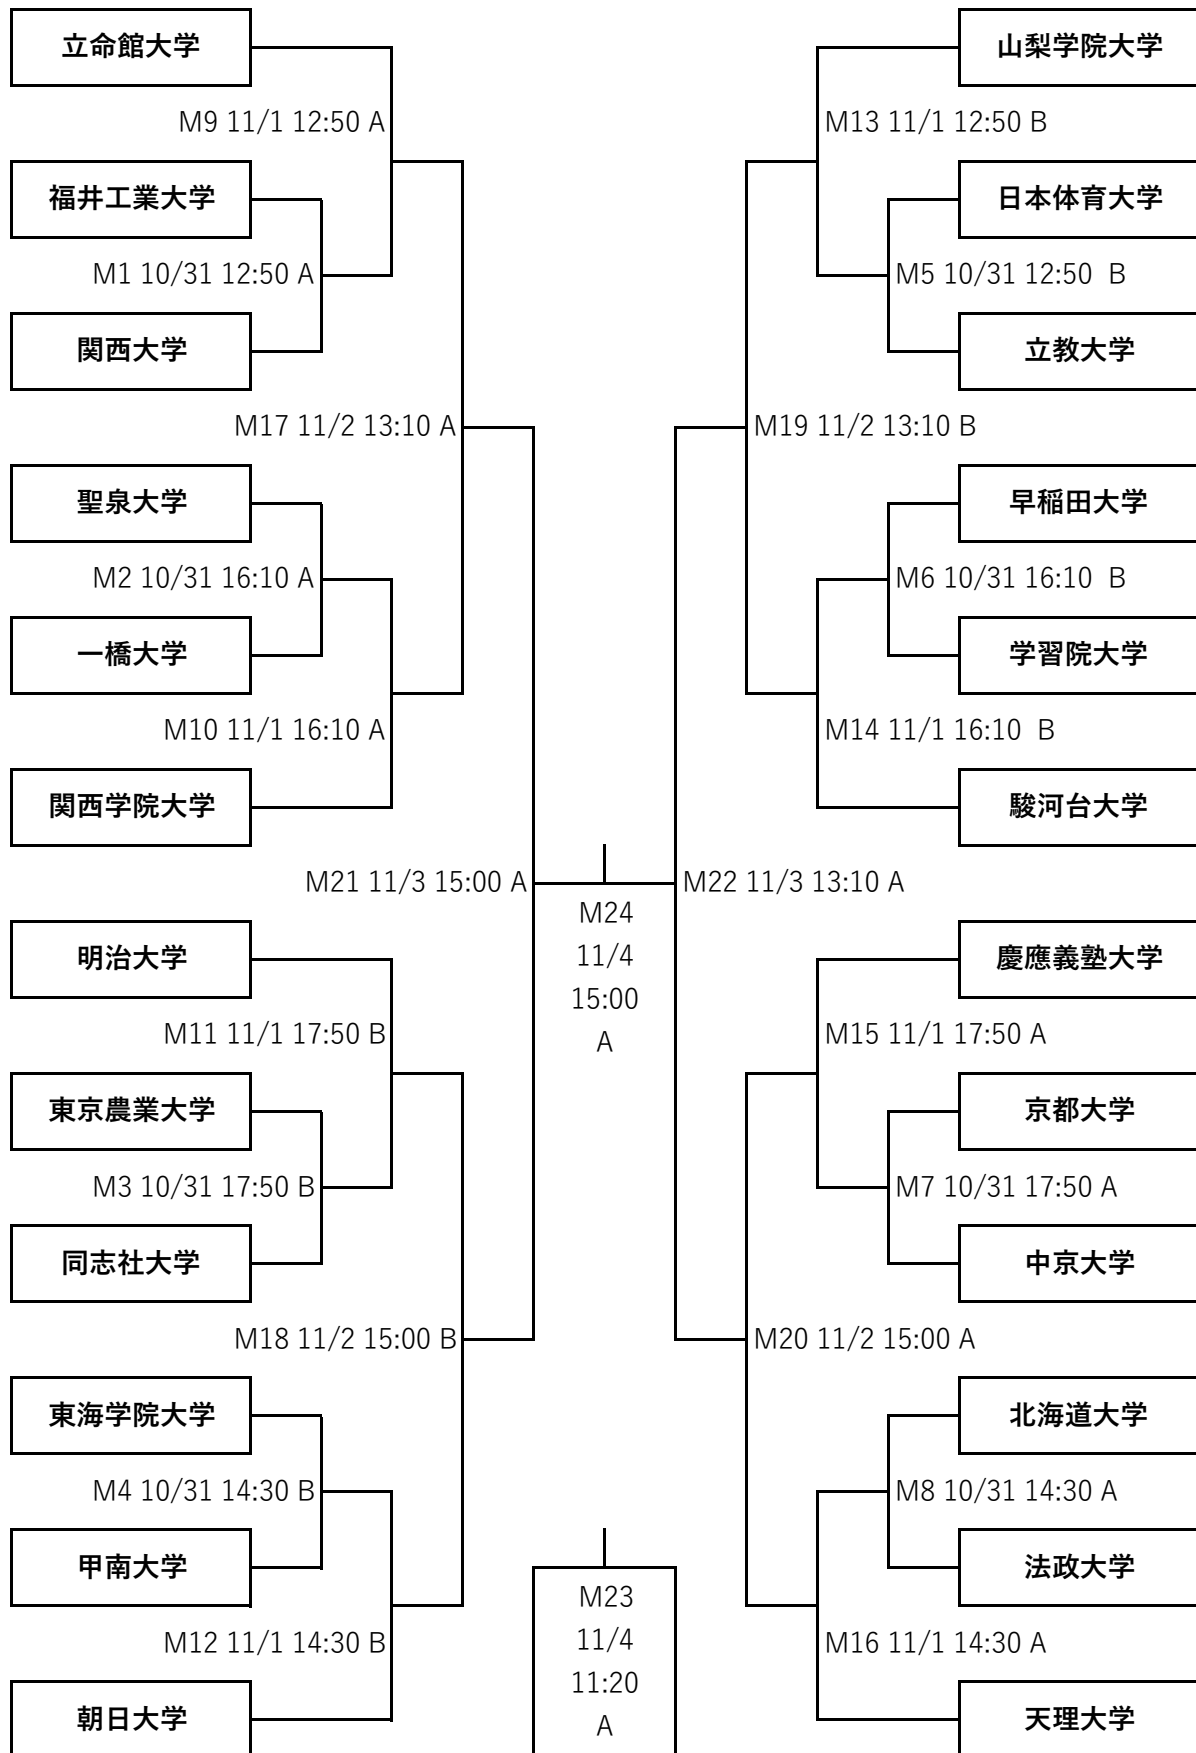 立命館大学
M9 11/1 12:50 A
福井工業大学
M1 10/31 12:50 A
関西大学
M17 11/2 13:10 A
聖泉大学
M2 10/31 16:10 A
一橋大学
M10 11/1 16:10 A
関西学院大学
M21 11/3 15:00 A
明治大学
M11 11/1 17:50 B
東京農業大学
M3 10/31 17:50 B
同志社大学
M18 11/2 15:00 B
東海学院大学
M4 10/31 14:30 B
甲南大学
M12 11/1 14:30 B
朝日大学
M24
11/4
15:00
A
M23
11/4
11:20
A
山梨学院大学
M13 11/1 12:50 B
日本体育大学
M5 10/31 12:50 B
立教大学
M19 11/2 13:10 B
早稲田大学
M6 10/31 16:10 B
学習院大学
M14 11/1 16:10 B
駿河台大学
M22 11/3 13:10 A
慶應義塾大学
M15 11/1 17:50 A
京都大学
M7 10/31 17:50 A
中京大学
M20 11/2 15:00 A
北海道大学
M8 10/31 14:30 A
法政大学
M16 11/1 14:30 A
天理大学